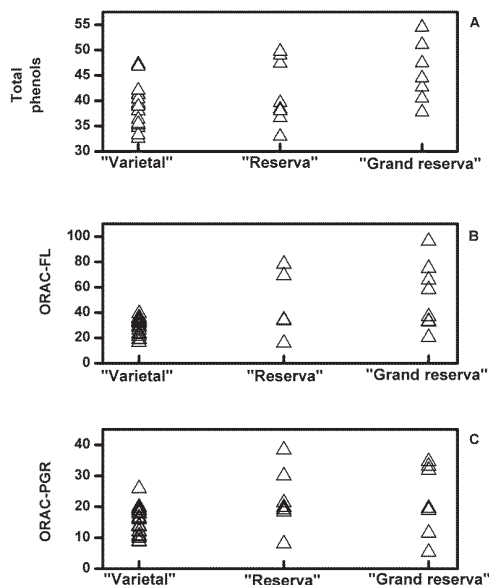 A
Total phenols
55
50
45
40
35
30
"Varietal" "Reserva" "Grand reserva"
B
ORAC-FL
100
80
60
40
20
0
"Varietal" "Reserva" "Grand reserva"
C
ORAC-PGR
40
30
20
10
0
"Varietal" "Reserva" "Grand reserva"